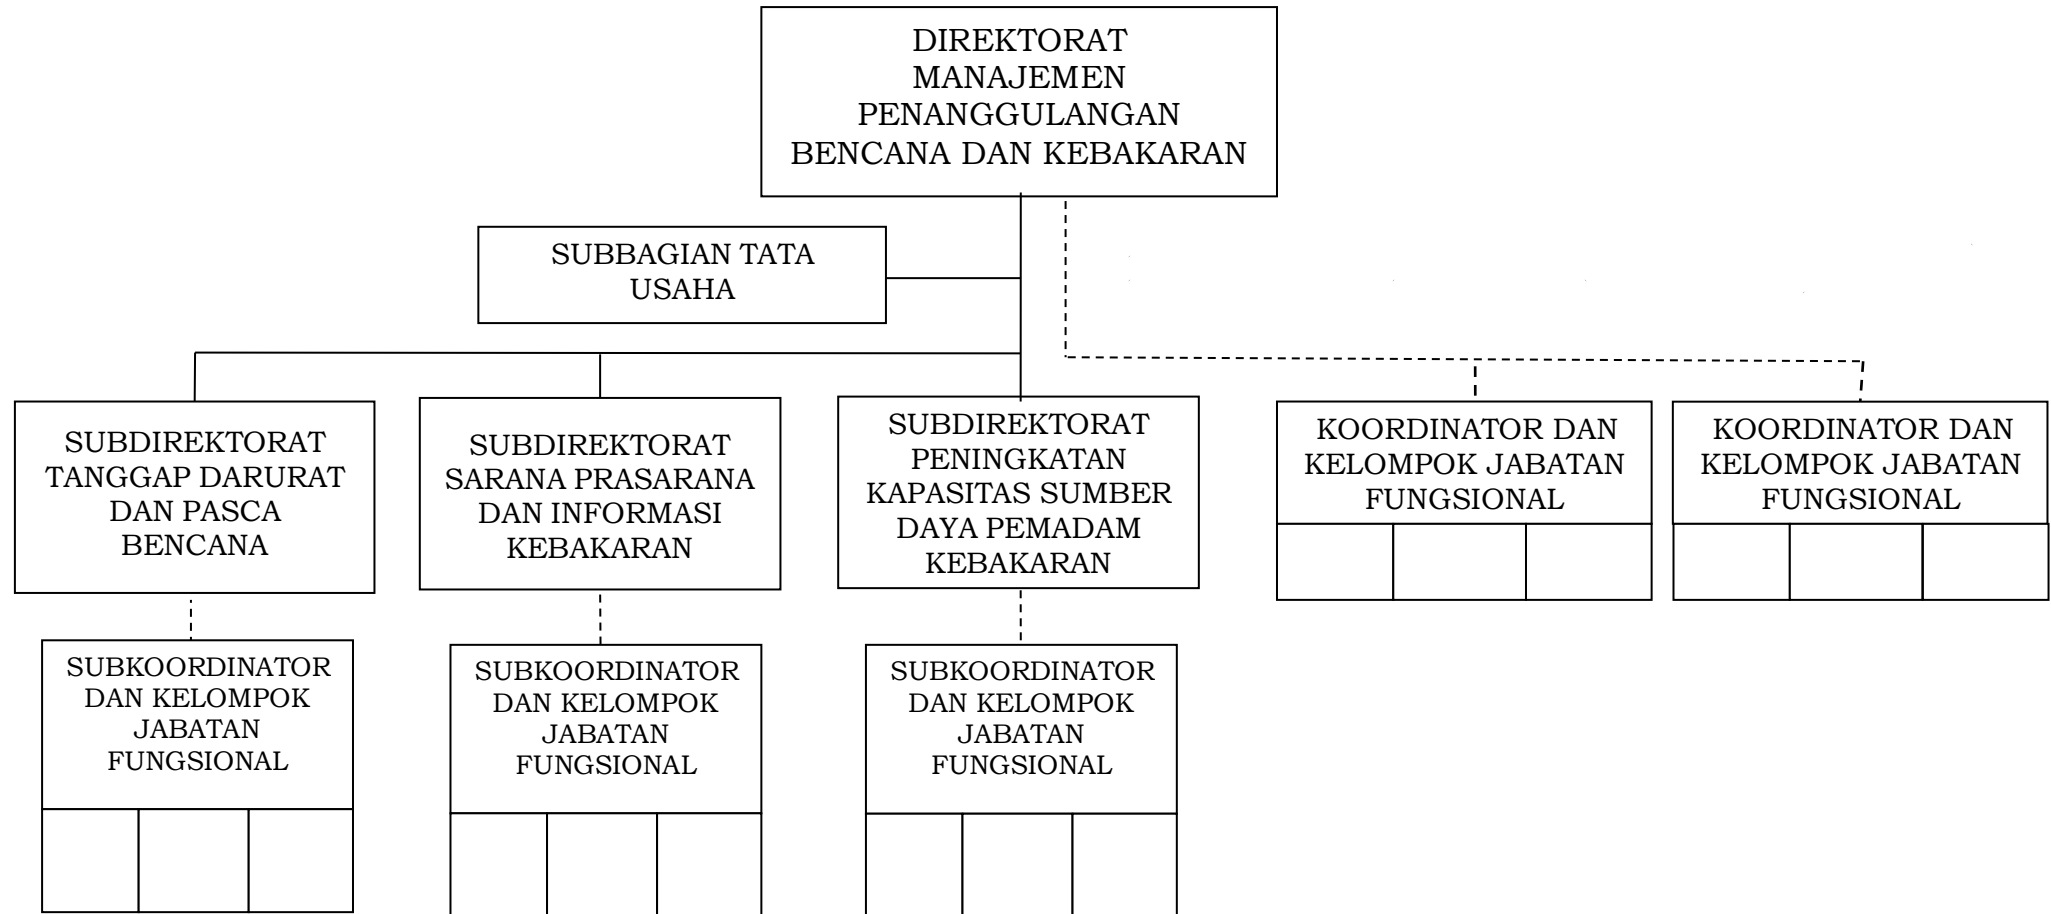 DIREKTORAT
MANAJEMEN
PENANGGULANGAN
BENCANA DAN KEBAKARAN
SUBBAGIAN TATA
USAHA
SUBDIREKTORAT
TANGGAP DARURAT
DAN PASCA
BENCANA
SUBDIREKTORAT
SARANA PRASARANA
DAN INFORMASI
KEBAKARAN
SUBDIREKTORAT
PENINGKATAN
KAPASITAS SUMBER
DAYA PEMADAM
KEBAKARAN
KOORDINATOR DAN
KELOMPOK JABATAN
FUNGSIONAL
KOORDINATOR DAN
KELOMPOK JABATAN
FUNGSIONAL
SUBKOORDINATOR
DAN KELOMPOK
JABATAN
FUNGSIONAL
SUBKOORDINATOR
DAN KELOMPOK
JABATAN
FUNGSIONAL
SUBKOORDINATOR
DAN KELOMPOK
JABATAN
FUNGSIONAL